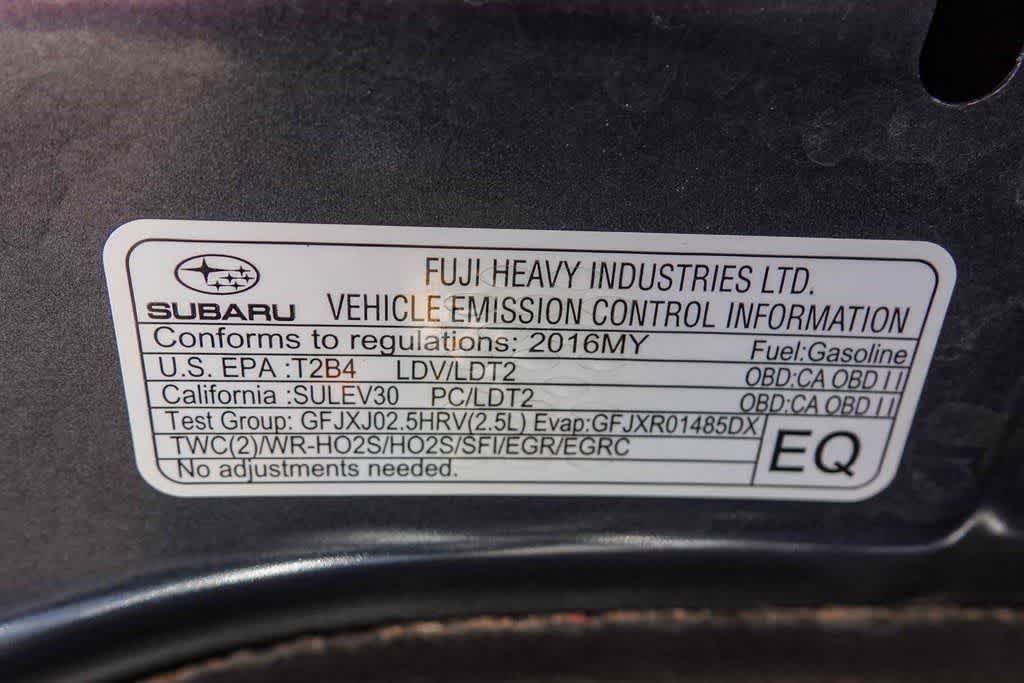 FUJI HEAVY INDUSTRIES LTD.
SUBARU VEHICLE EMISSION CONTROL INFORMATION
Conforms to regulations: 2016MY Fuel:Gasoline
U.S. EPA :T2B4 LDV/LDT2 OBD:CA OBD II
California :SULEV30 PC/LDT2 OBD:CA OBD II
Test Group: GFJXJ02.5HRV(2.5L) Evap:GFJXR01485DX
TWC(2)/WR-HO2S/HO2S/SFI/EGR/EGRC
No adjustments needed.
EQ